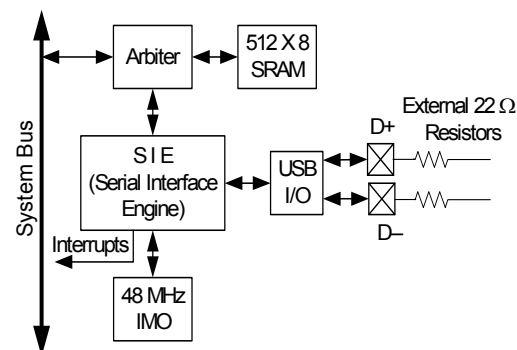 System Bus
Arbiter
512 X 8
SRAM
External 22 Ω
Resistors
D+
S I E
(Serial Interface
Engine)
USB
I/O
D–
Interrupts
48 MHz
IMO